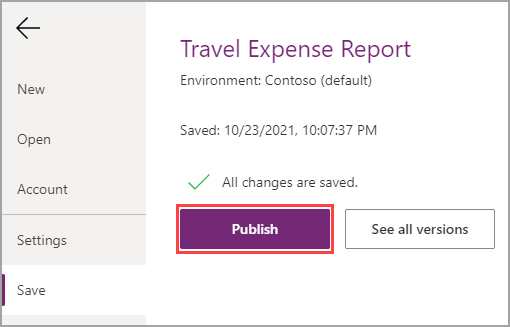 New
Open
Account
Settings
Save
Travel Expense Report
Environment: Contoso (default)
Saved: 10/23/2021, 10:07:37 PM
All changes are saved.
Publish
See all versions